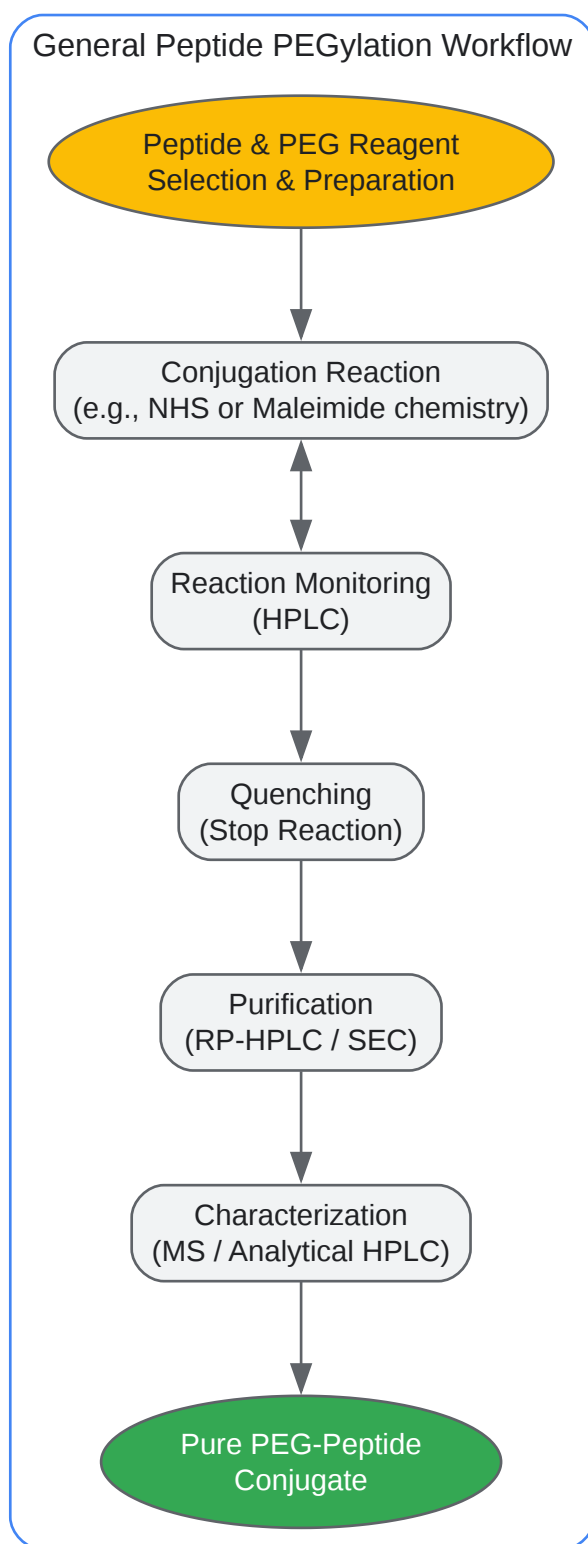 General Peptide PEGylation Workflow
Peptide & PEG Reagent
Selection & Preparation
Conjugation Reaction
(e.g., NHS or Maleimide chemistry)
Reaction Monitoring
(HPLC)
Quenching
(Stop Reaction)
Purification
(RP-HPLC / SEC)
Characterization
(MS / Analytical HPLC)
Pure PEG-Peptide
Conjugate